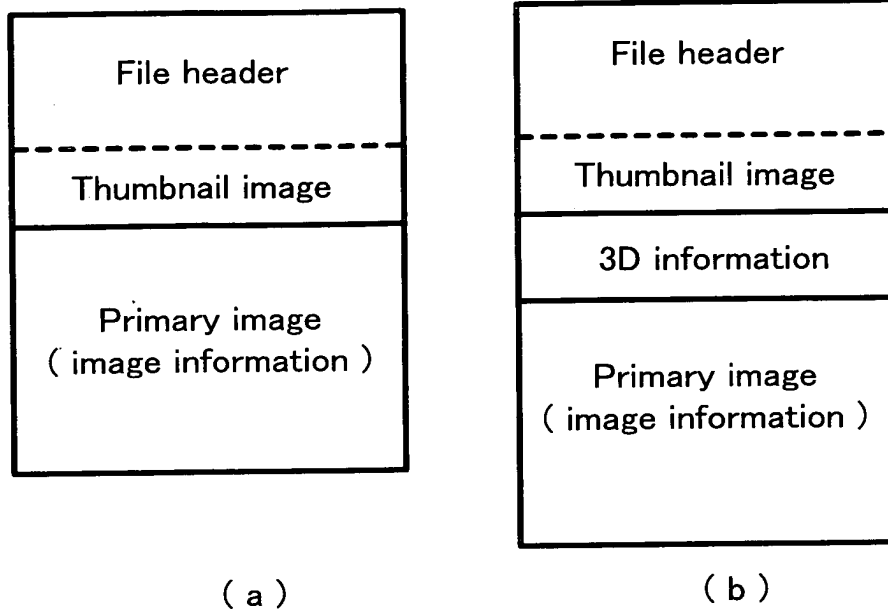 File header
Thumbnail image
Primary image
( image information )
( a )
File header
Thumbnail image
3D information
Primary image
( image information )
( b )